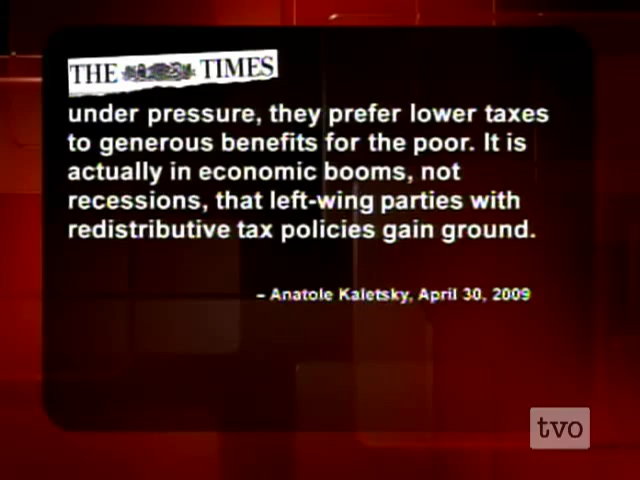 THE TIMES
under pressure, they prefer lower taxes
to generous benefits for the poor. It is
actually in economic booms, not
recessions, that left-wing parties with
redistributive tax policies gain ground.
– Anatole Kaletsky, April 30, 2009
tvo